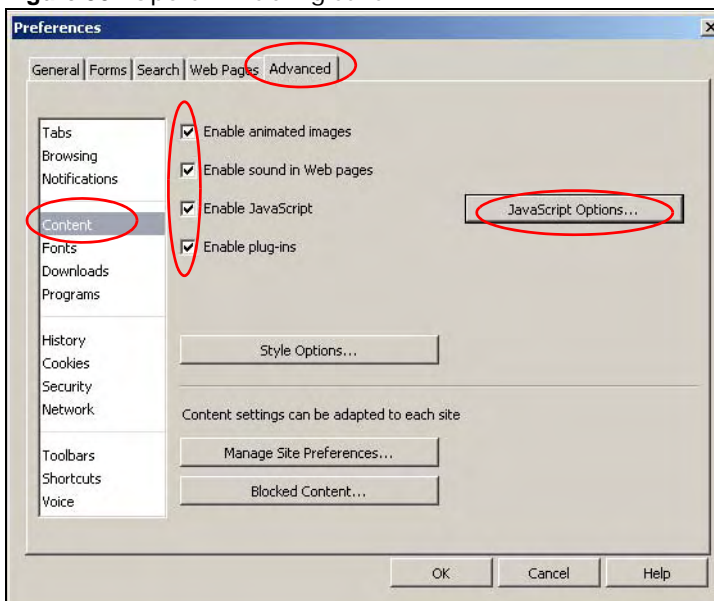 Preferences
General Forms Search Web Pages Advanced
Tabs
Browsing
Notifications
Content
Fonts
Downloads
Programs
History
Cookies
Security
Network
Toolbars
Shortcuts
Voice
Enable animated images
Enable sound in Web pages
Enable JavaScript
JavaScript Options...
Enable plug-ins
Style Options...
Content settings can be adapted to each site
Manage Site Preferences...
Blocked Content...
OK Cancel Help